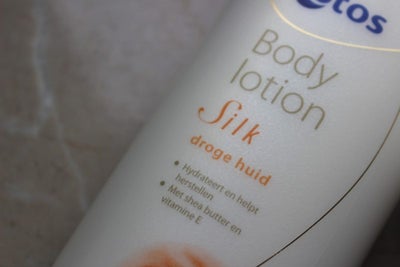 etos
Body
lotion
Silk
droge huid
• Hydrateert en helpt
herstellen
• Met shea butter en
vitamine E